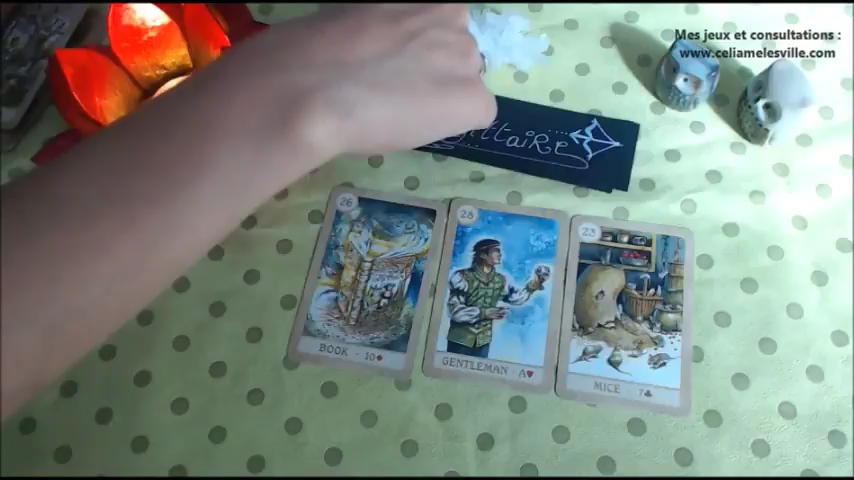 Mes jeux et consultations :
www.celiamelesville.com
26
BOOK - 10♦
28
GENTLEMAN A♥
23
MICE 7♣